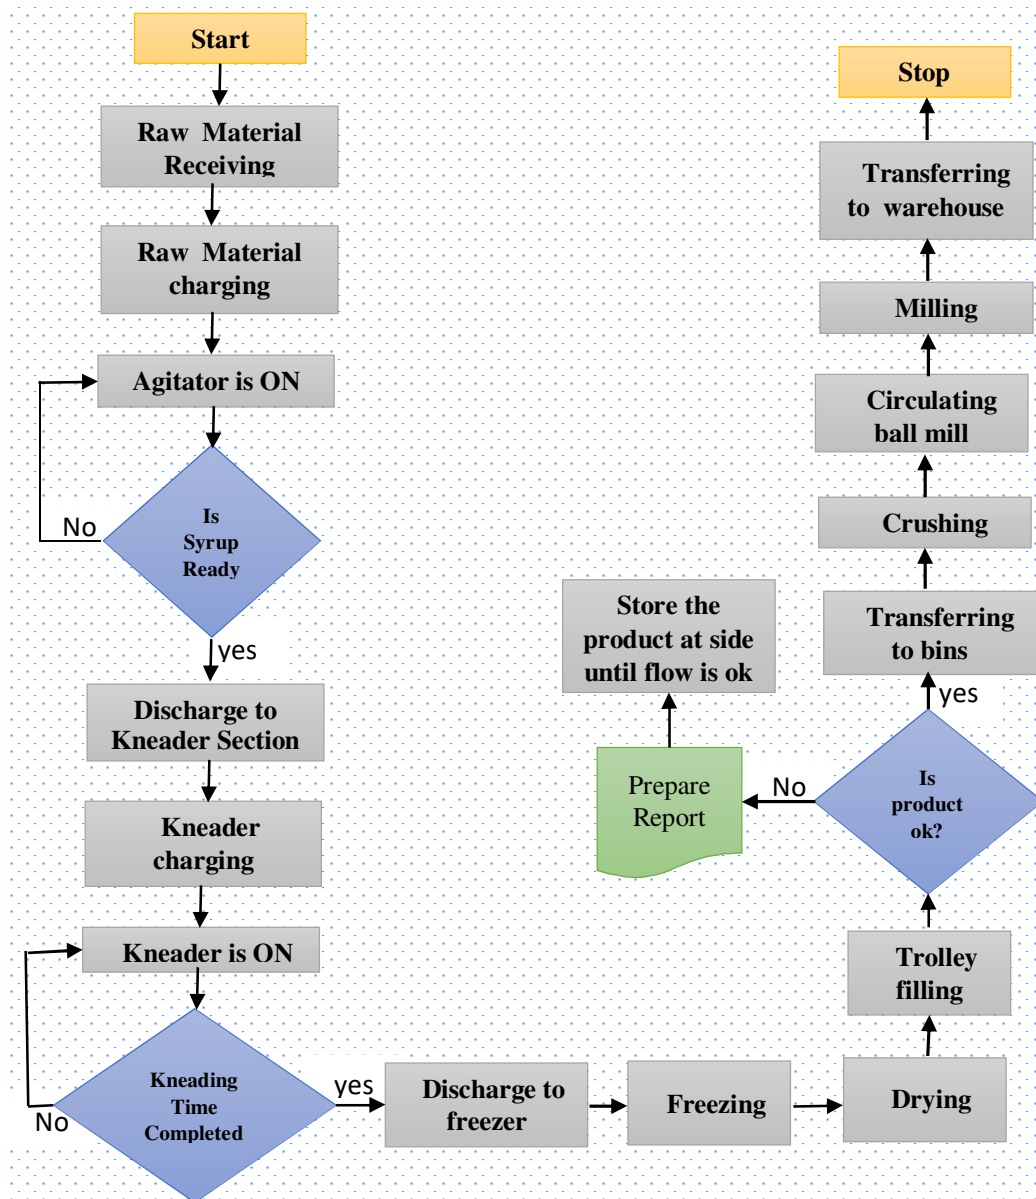 Start
Raw Material
Receiving
Raw Material
charging
Agitator is ON
No
Is
Syrup
Ready
yes
Discharge to
Kneader Section
Kneader
charging
Kneader is ON
Kneading
Time
Completed
No
yes
Discharge to
freezer
Freezing
Drying
Trolley
filling
Is
product
ok?
No
Prepare
Report
Store the
product at side
until flow is ok
yes
Transferring
to bins
Crushing
Circulating
ball mill
Milling
Transferring
to warehouse
Stop